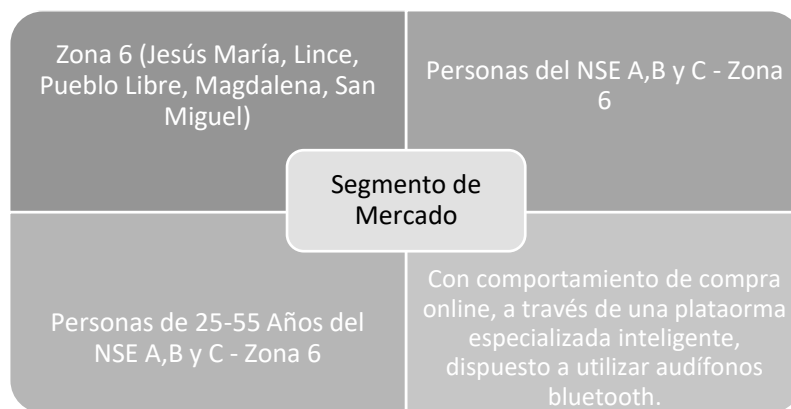 Zona 6 (Jesús María, Lince,
Pueblo Libre, Magdalena, San
Miguel)
Personas del NSE A,B y C - Zona
6
Segmento de
Mercado
Personas de 25-55 Años del
NSE A,B y C - Zona 6
Con comportamiento de compra
online, a través de una plataorma
especializada inteligente,
dispuesto a utilizar audífonos
bluetooth.